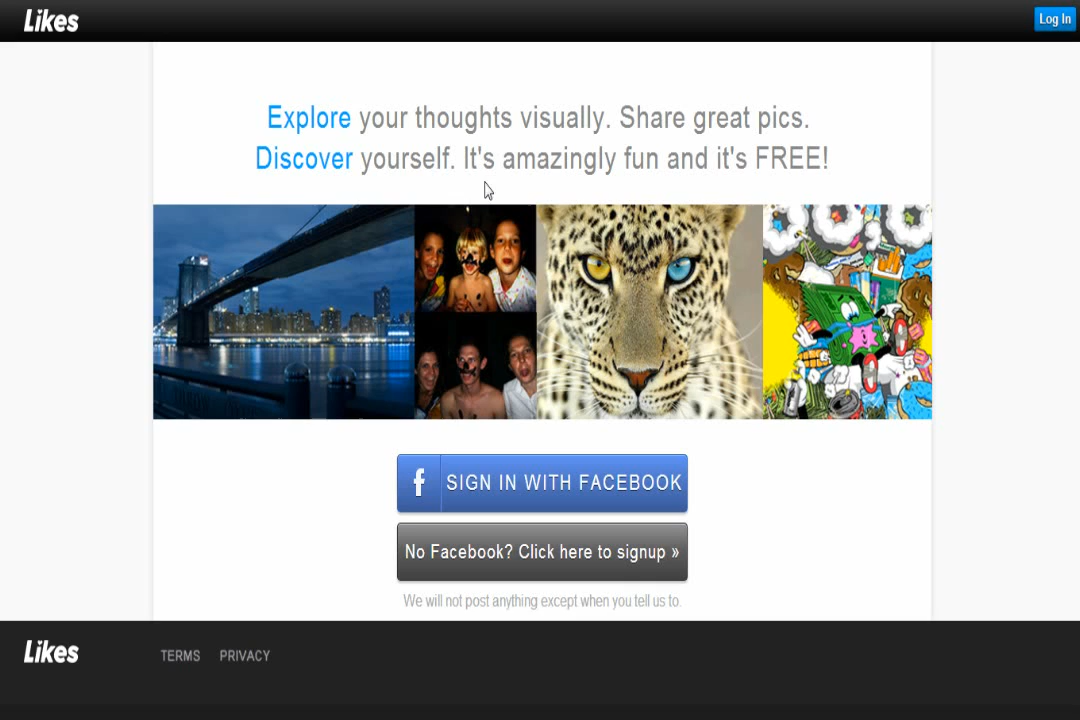 Likes
Log In
Explore your thoughts visually. Share great pics.
Discover yourself. It's amazingly fun and it's FREE!
f SIGN IN WITH FACEBOOK
No Facebook? Click here to signup »
We will not post anything except when you tell us to.
Likes
TERMS PRIVACY